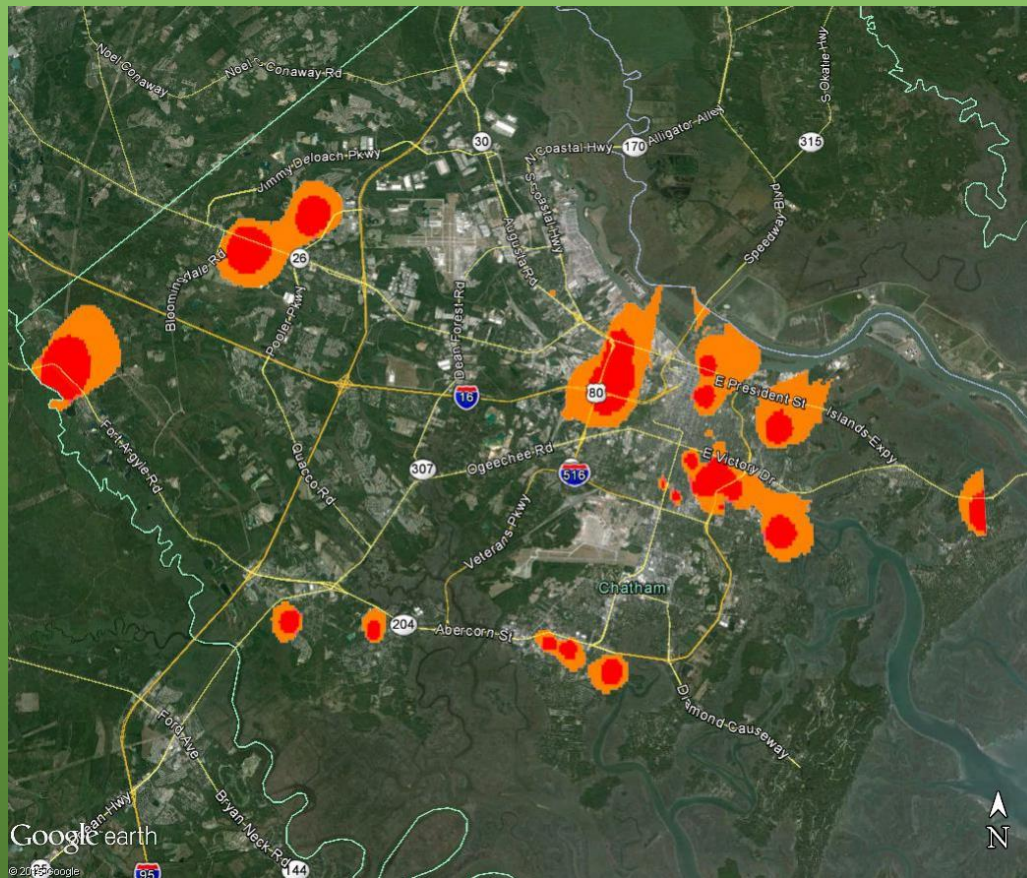 Noel Conaway
Noel C Conaway Rd
S Okatie Hwy
30
N Coastal Hwy
170
Alligator Alley
315
Jimmy Deloach Pkwy
S Coastal Hwy
Augusta Rd
Speedway Blvd
Bloomingdale Rd
26
Pooler Pkwy
Dean Forest Rd
16
80
E President St
Islands Expy
Fort Argyle Rd
Quacco Rd
307
Ogeechee Rd
516
E Victory Dr
Veterans Pkwy
Chatham
204
Abercorn St
Diamond Causeway
Ford Ave
Bryan Neck Rd
Google earth
95
144
N